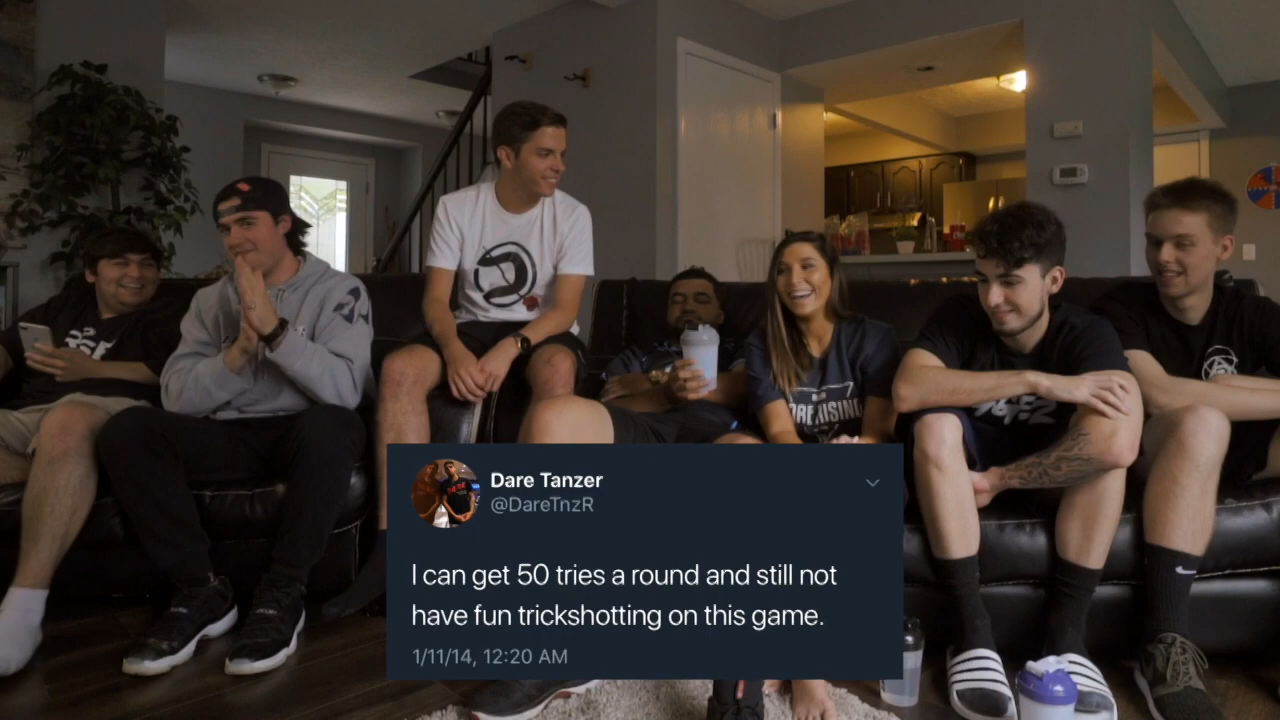 Dare Tanzer
@DareTnzR
I can get 50 tries a round and still not
have fun trickshotting on this game.
1/11/14, 12:20 AM